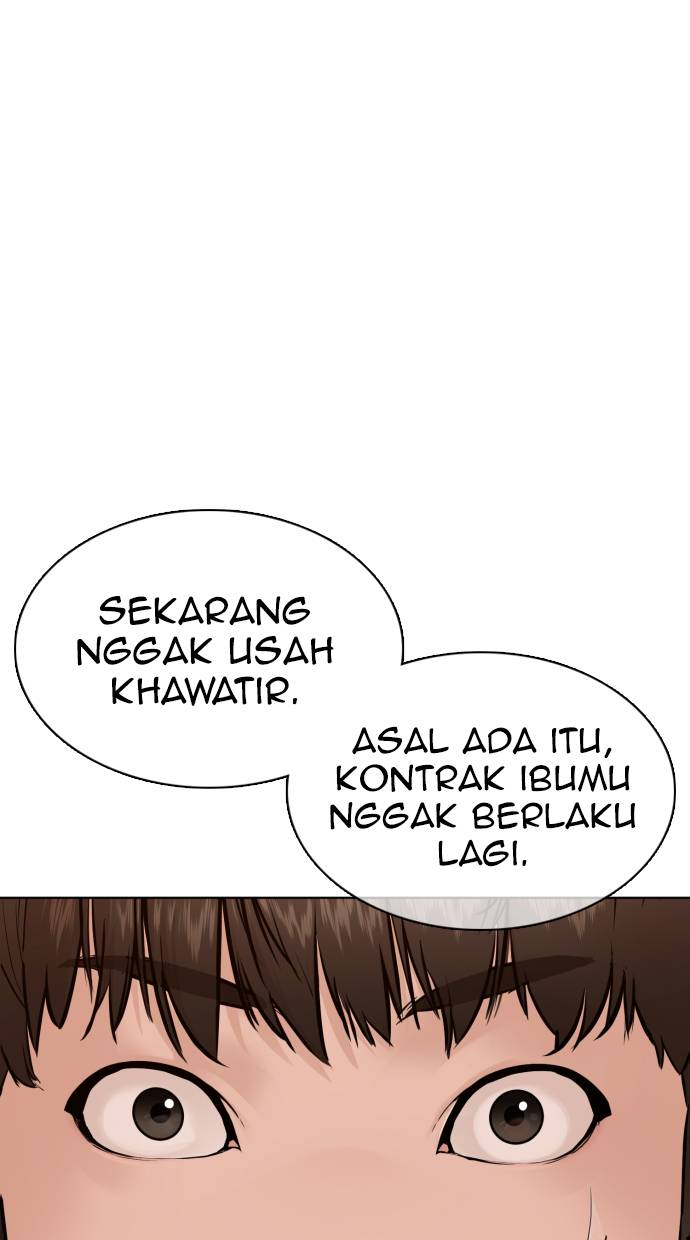 SEKARANG
NGGAK USAH
KHAWATIR.
ASAL ADA ITU,
KONTRAK IBUMU
NGGAK BERLAKU
LAGI.